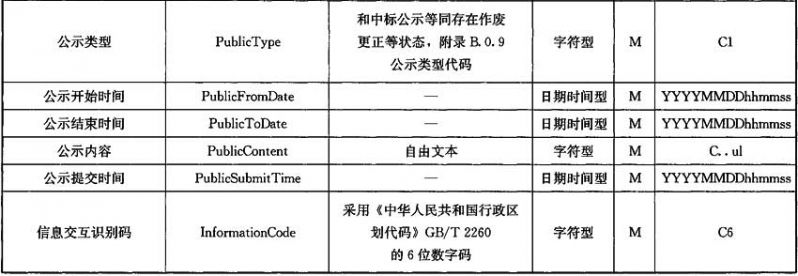 公示类型 PublicType 和中标公示等同存在作废 更正等状态，附录 B.0.9 公示类型代码 字符型 M C1
公示开始时间 PublicFromDate — 日期时间型 M YYYYMMDDhhmmss
公示结束时间 PublicToDate — 日期时间型 M YYYYMMDDhhmmss
公示内容 PublicContent 自由文本 字符型 M C..ul
公示提交时间 PublicSubmitTime — 日期时间型 M YYYYMMDDhhmmss
信息交互识别码 InformationCode 采用《中华人民共和国行政区 划代码》GB/T 2260 的 6 位数字码 字符型 M C6